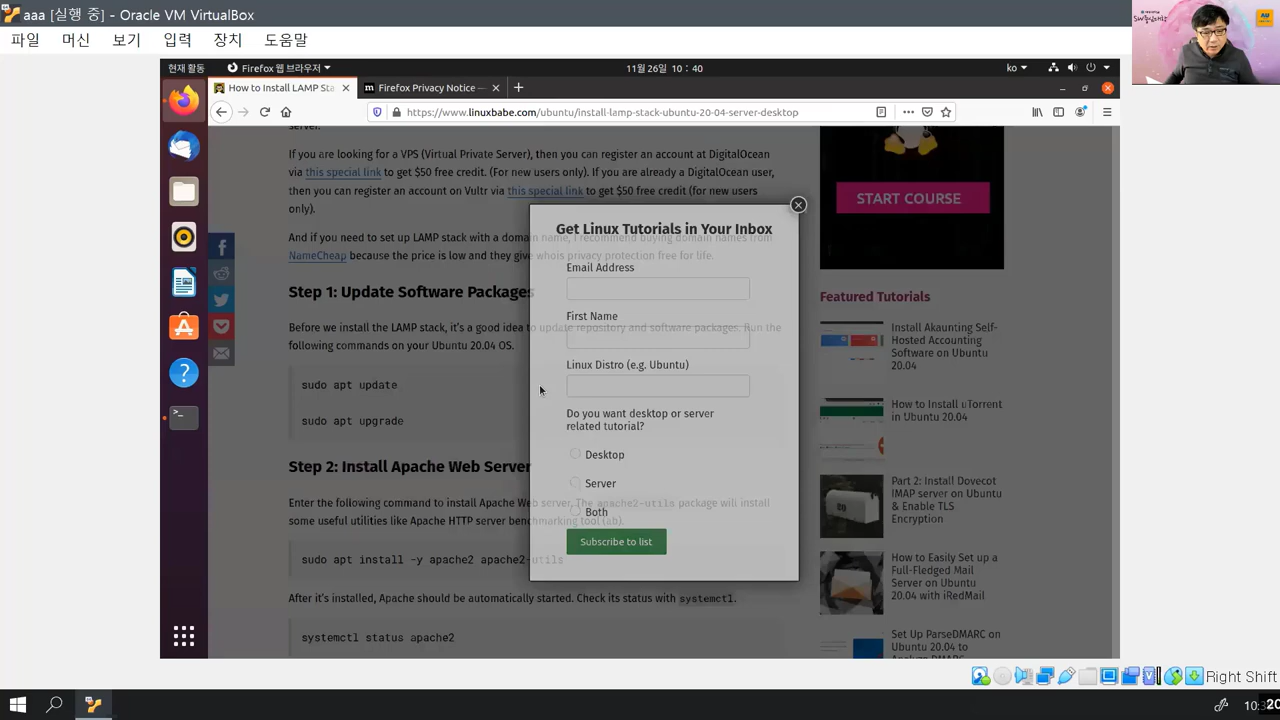 aaa [실행 중] - Oracle VM VirtualBox
파일 머신 보기 입력 장치 도움말
현재 활동 Firefox 웹 브라우저 11월 26일 10 : 40 ko
How to Install LAMP Sta Firefox Privacy Notice —
https://www.linuxbabe.com/ubuntu/install-lamp-stack-ubuntu-20-04-server-desktop
server.
If you are looking for a VPS (Virtual Private Server), then you can register an account at DigitalOcean
via this special link to get $50 free credit. (For new users only). If you are already a DigitalOcean user,
then you can register an account on Vultr via this special link to get $50 free credit (for new users
only).
And if you need to set up LAMP stack with a domain name, I recommend buying domain names from
NameCheap because the price is low and they give whois privacy protection free for life.
Step 1: Update Software Packages
Before we install the LAMP stack, it's a good idea to update repository and software packages. Run the
following commands on your Ubuntu 20.04 OS.
sudo apt update
sudo apt upgrade
Step 2: Install Apache Web Server
Enter the following command to install Apache Web server. The apache2-utils package will install
some useful utilities like Apache HTTP server benchmarking tool (ab).
sudo apt install -y apache2 apache2-utils
After it's installed, Apache should be automatically started. Check its status with systemctl.
systemctl status apache2
Get Linux Tutorials in Your Inbox
Email Address
First Name
Linux Distro (e.g. Ubuntu)
Do you want desktop or server
related tutorial?
Desktop
Server
Both
Subscribe to list
START COURSE
Featured Tutorials
Install Akaunting Self-
Hosted Accounting
Software on Ubuntu
20.04
How to Install uTorrent
in Ubuntu 20.04
Part 2: Install Dovecot
IMAP server on Ubuntu
& Enable TLS
Encryption
How to Easily Set up a
Full-Fledged Mail
Server on Ubuntu
20.04 with iRedMail
Set Up ParseDMARC on
Ubuntu 20.04 to
SW중심대학
Right Shift